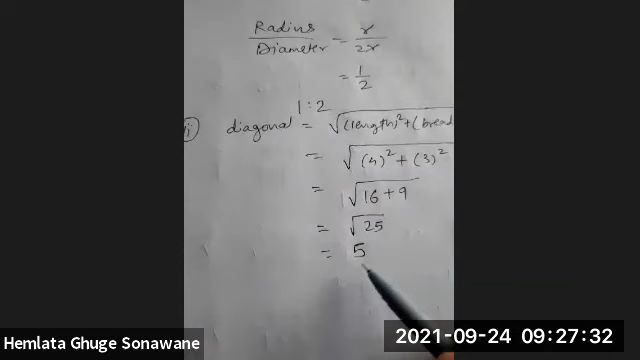 Radius / Diameter = r / 2r
= 1 / 2
1 : 2
ij) diagonal = √(length)² + (bread
= √(4)² + (3)²
= √16 + 9
= √25
= 5
Hemlata Ghuge Sonawane
2021-09-24 09:27:32